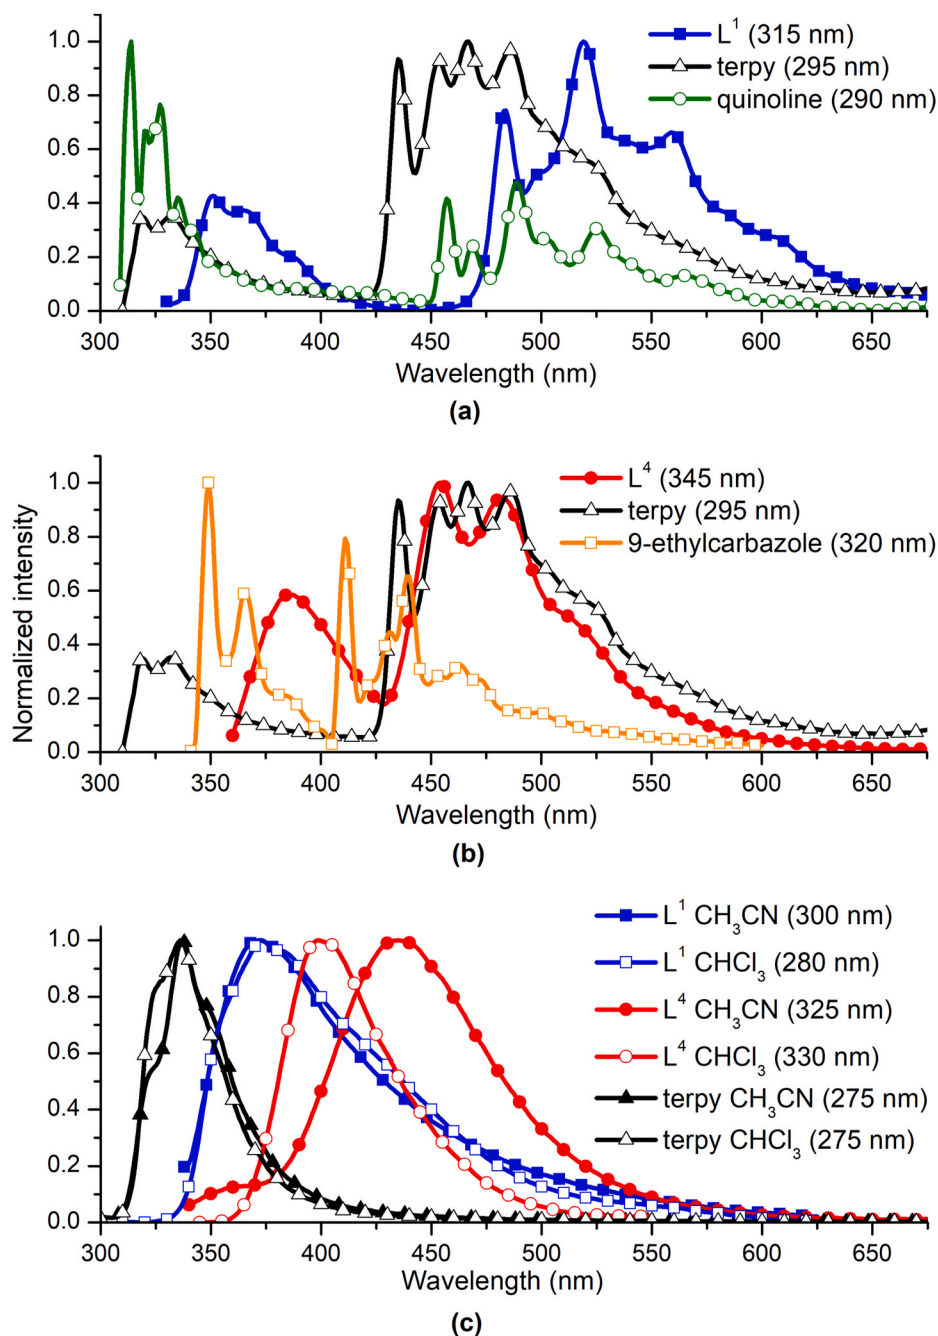 L¹ (315 nm)
terpy (295 nm)
quinoline (290 nm)
1.0
0.8
0.6
0.4
0.2
0.0
300 350 400 450 500 550 600 650
Wavelength (nm)
(a)
L⁴ (345 nm)
terpy (295 nm)
9-ethylcarbazole (320 nm)
Normalized intensity
1.0
0.8
0.6
0.4
0.2
0.0
300 350 400 450 500 550 600 650
Wavelength (nm)
(b)
L¹ CH₃CN (300 nm)
L¹ CHCl₃ (280 nm)
L⁴ CH₃CN (325 nm)
L⁴ CHCl₃ (330 nm)
terpy CH₃CN (275 nm)
terpy CHCl₃ (275 nm)
1.0
0.8
0.6
0.4
0.2
0.0
300 350 400 450 500 550 600 650
Wavelength (nm)
(c)